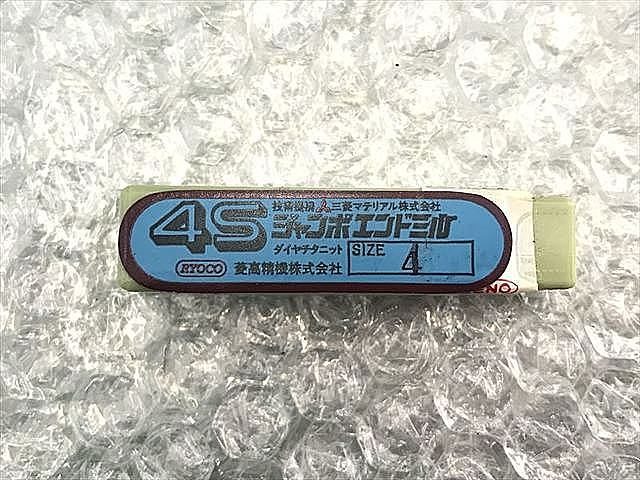 技術提携 三菱マテリアル株式会社
4S ジャンボエンドミル
ダイヤチタニット SIZE 4
RYOCO 菱高精機株式会社
NO.